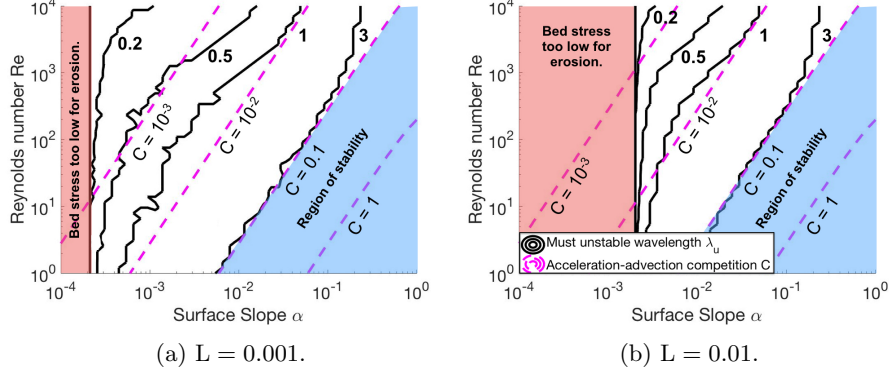 10^4
10^3
10^2
10^1
10^0
Reynolds number Re
Bed stress too low for erosion.
0.2
0.5
1
3
C = 10^-3
C = 10^-2
C = 0.1
Region of stability
C = 1
10^-4
10^-3
10^-2
10^-1
10^0
Surface Slope α
(a) L = 0.001.
10^4
10^3
10^2
10^1
10^0
Reynolds number Re
Bed stress
too low for
erosion.
0.2
0.5
1
3
C = 10^-3
C = 10^-2
C = 0.1
Region of stability
C = 1
Must unstable wavelength λ_u
Acceleration-advection competition C
10^-4
10^-3
10^-2
10^-1
10^0
Surface Slope α
(b) L = 0.01.